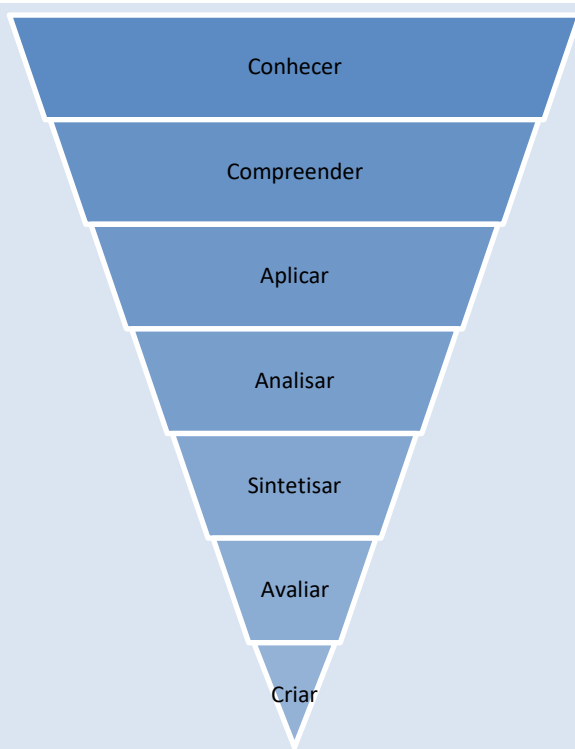 Conhecer
Compreender
Aplicar
Analisar
Sintetisar
Avaliar
Criar